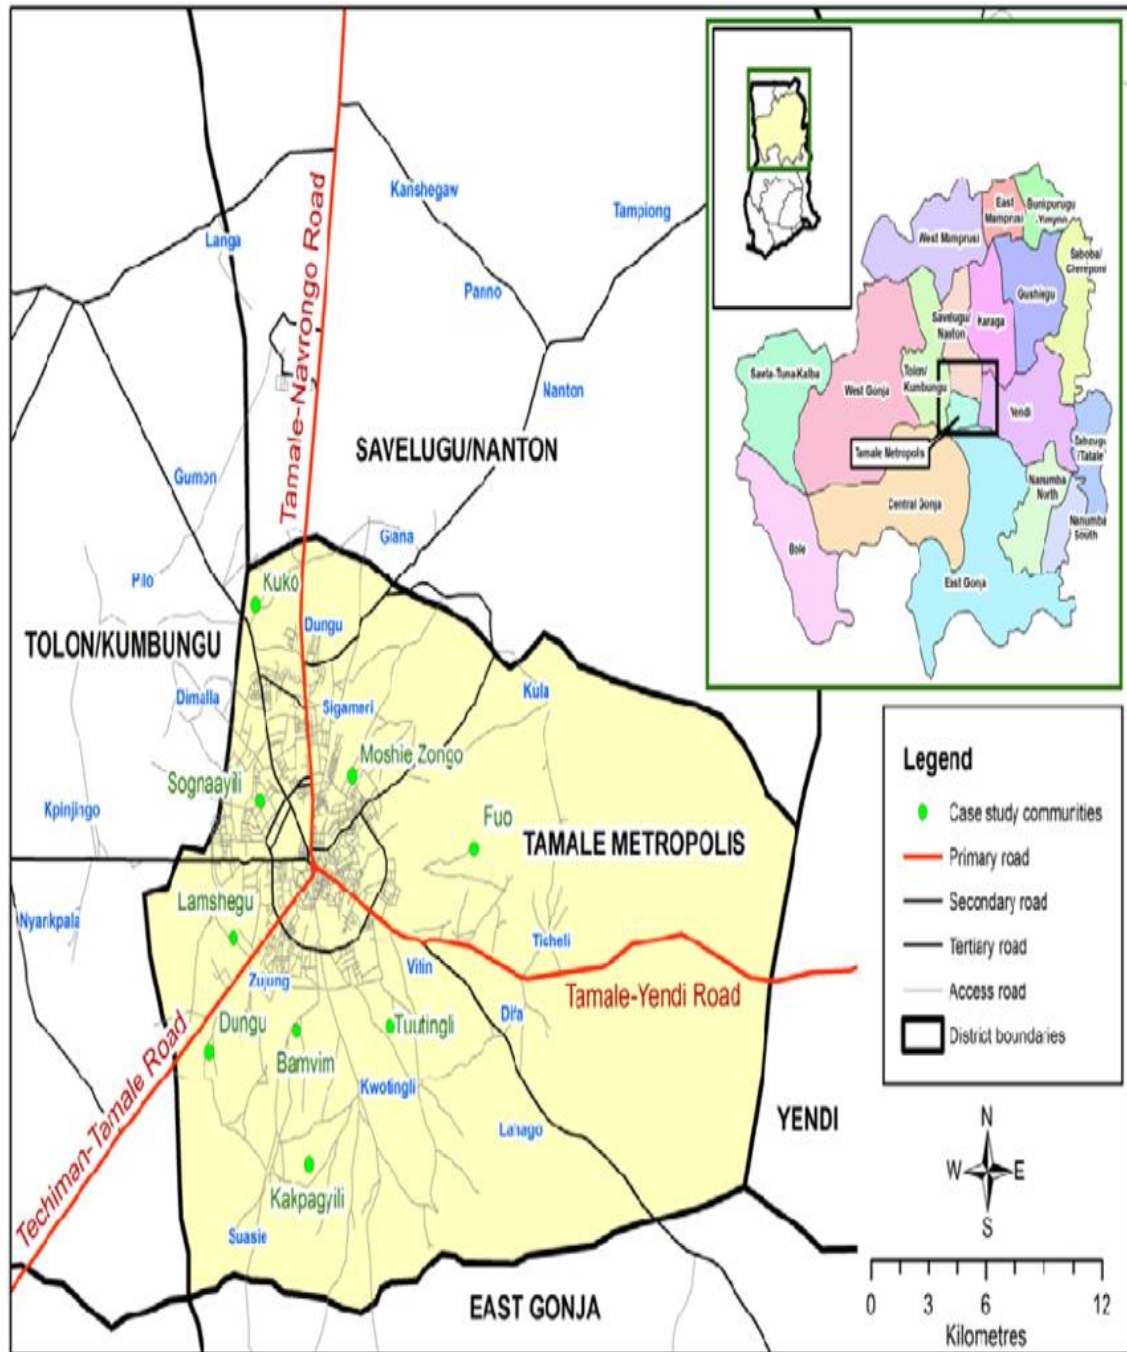 Tamale-Navrongo Road
Langa
Kanshegaw
Tampiong
Panno
Nanton
SAVELUGU/NANTON
Gumon
Giana
Pilo
Kuko
Dungu
TOLON/KUMBUNGU
Dimalla
Sigameri
Kula
Moshie Zongo
Sognaayili
Kpinjingo
Fuo
TAMALE METROPOLIS
Lamshegu
Nyankpala
Zujung
Vilin
Ticheli
Tamale-Yendi Road
Dungu
Bamvim
Tuutingli
Difa
Kwotingli
Lahago
YENDI
Techiman-Tamale Road
Kakpagyili
Suasie
EAST GONJA
East
Mamprusi
Bunkpurugu
Yunyoo
West Mamprusi
Saboba/
Chereponi
Gushiegu
Savelugu/
Nanton
Karaga
Sawla-Tuna-Kalba
West Gonja
Tolon/
Kumbungu
Yendi
Tamale Metropolis
Zabzugu
/Tatale
Nanumba
North
Central Gonja
Nanumba
South
Bole
East Gonja
Legend
Case study communities
Primary road
Secondary road
Tertiary road
Access road
District boundaries
N
W E
S
0 3 6 12
Kilometres